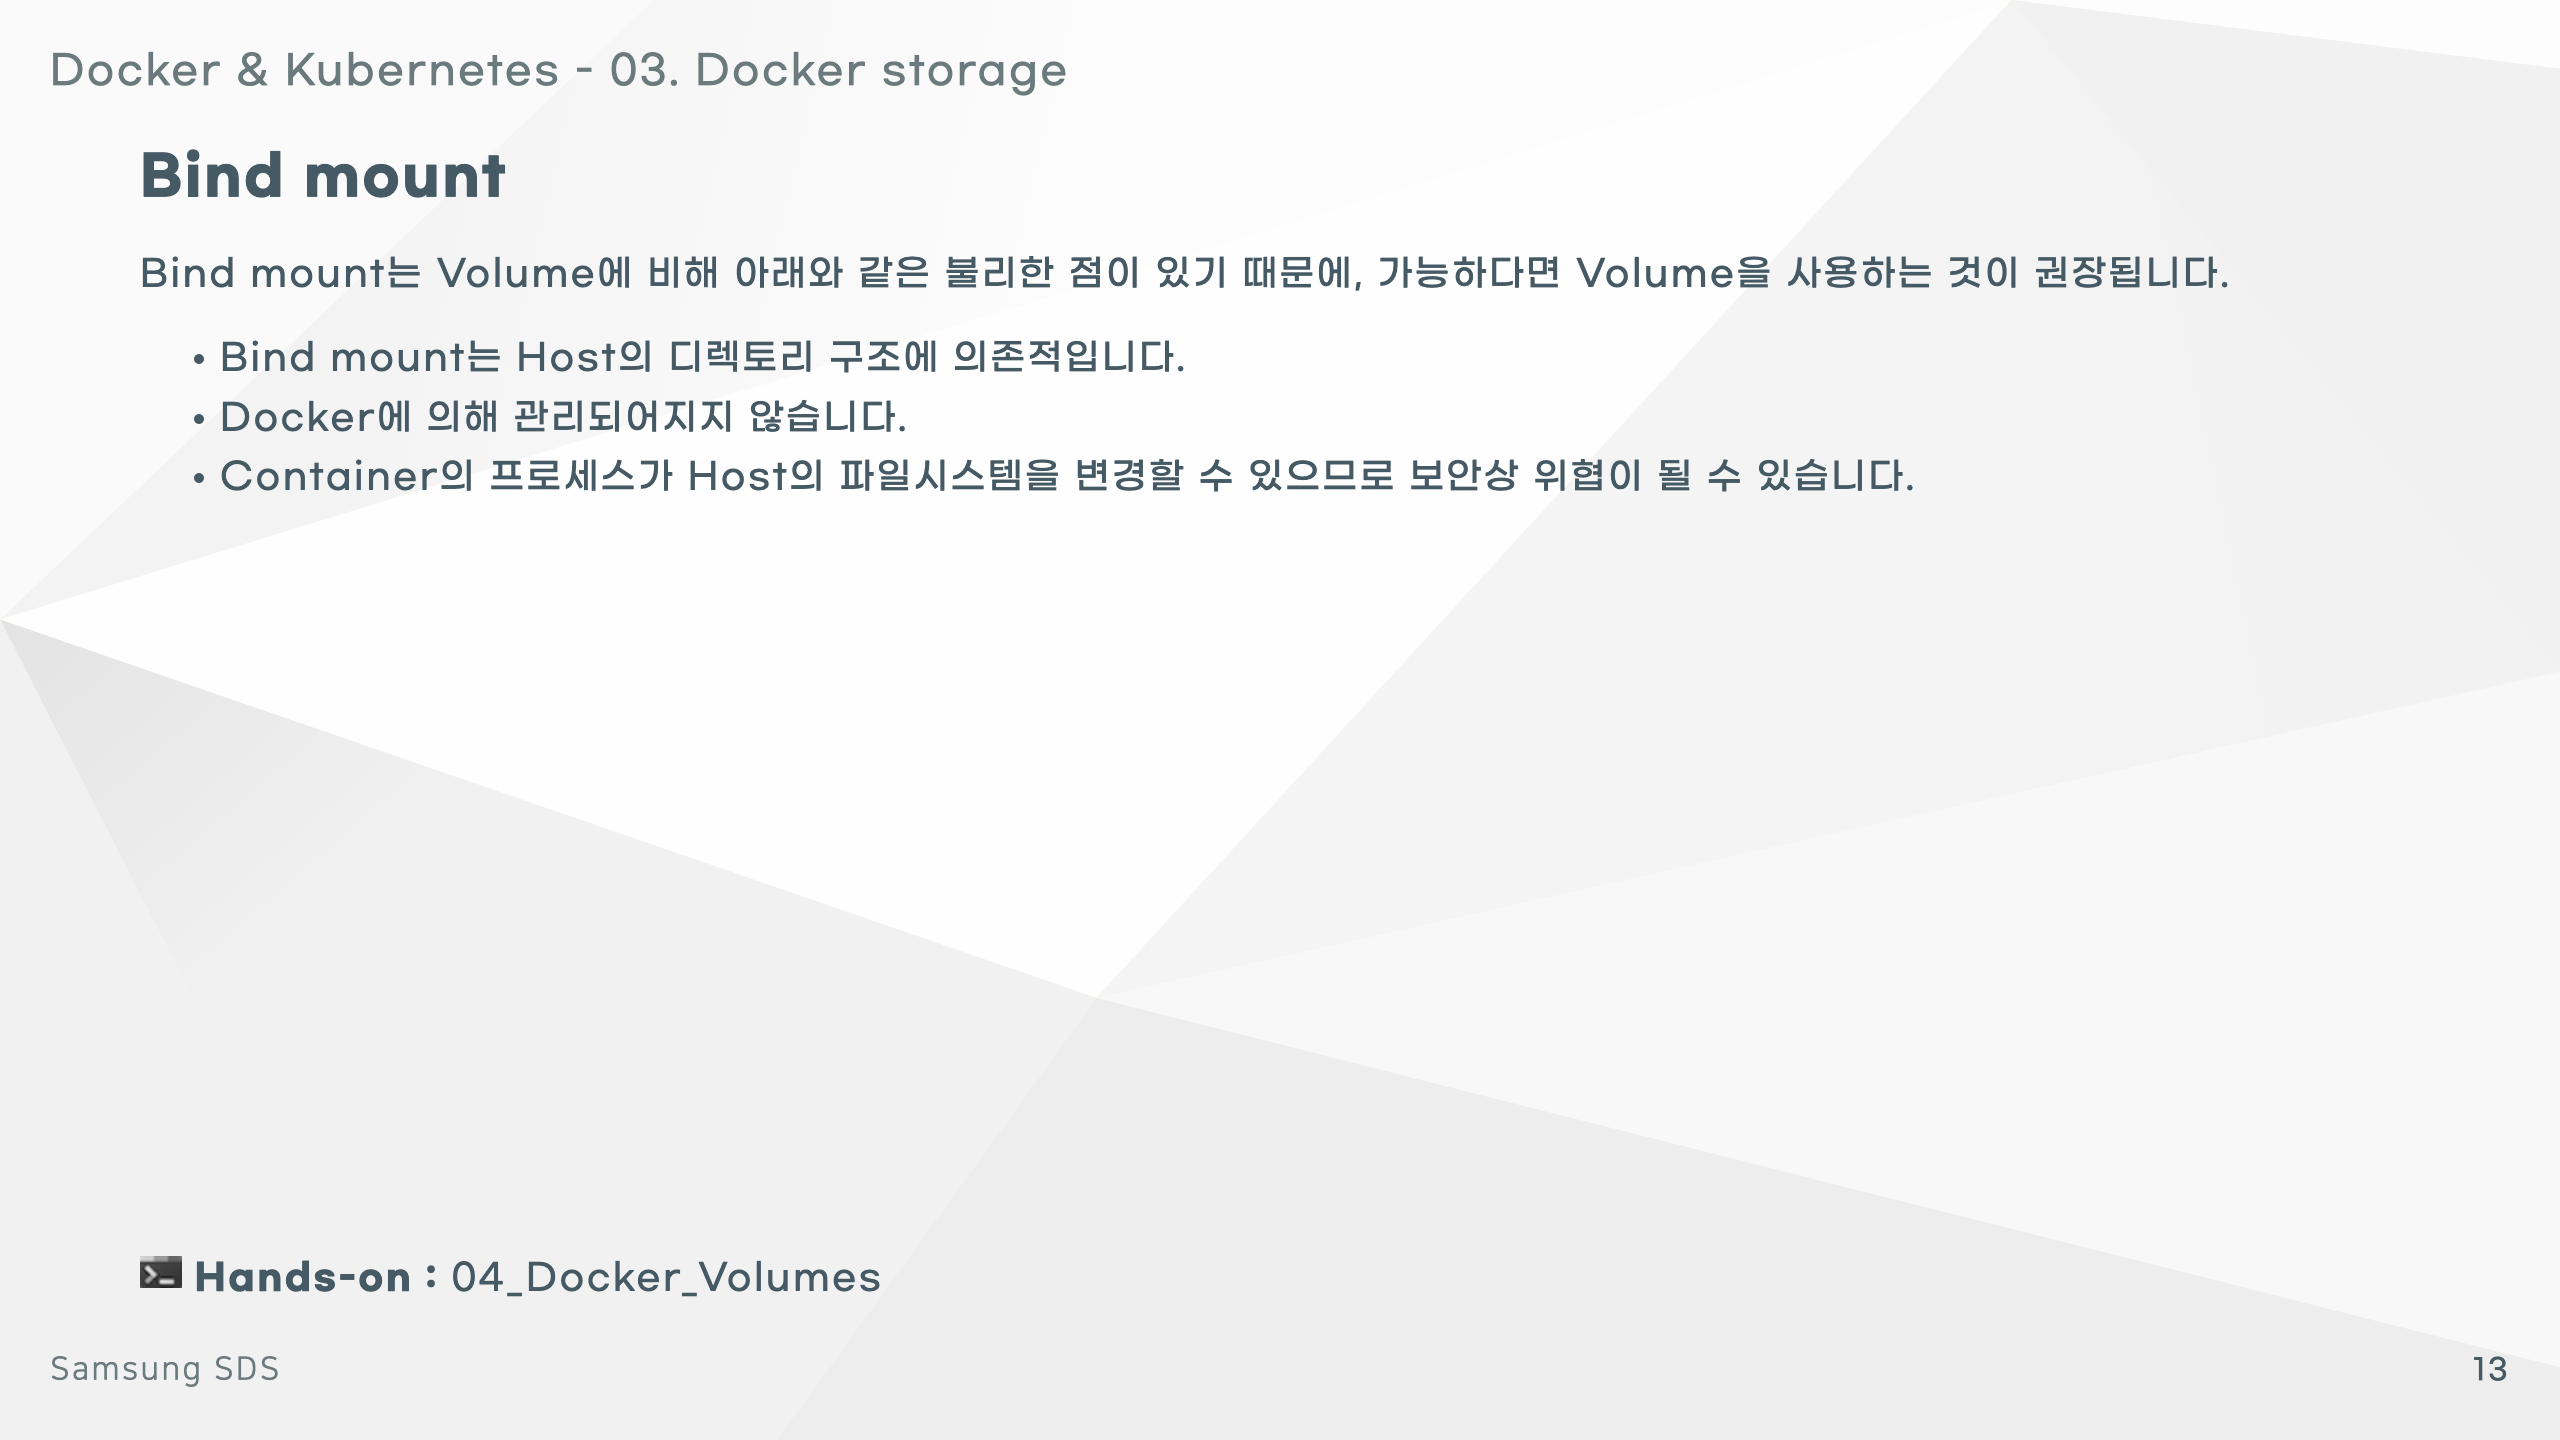 Docker & Kubernetes - 03. Docker storage
Bind mount
Bind mount는 Volume에 비해 아래와 같은 불리한 점이 있기 때문에, 가능하다면 Volume을 사용하는 것이 권장됩니다.
• Bind mount는 Host의 디렉토리 구조에 의존적입니다.
• Docker에 의해 관리되어지지 않습니다.
• Container의 프로세스가 Host의 파일시스템을 변경할 수 있으므로 보안상 위협이 될 수 있습니다.
Hands-on : 04_Docker_Volumes
Samsung SDS
13